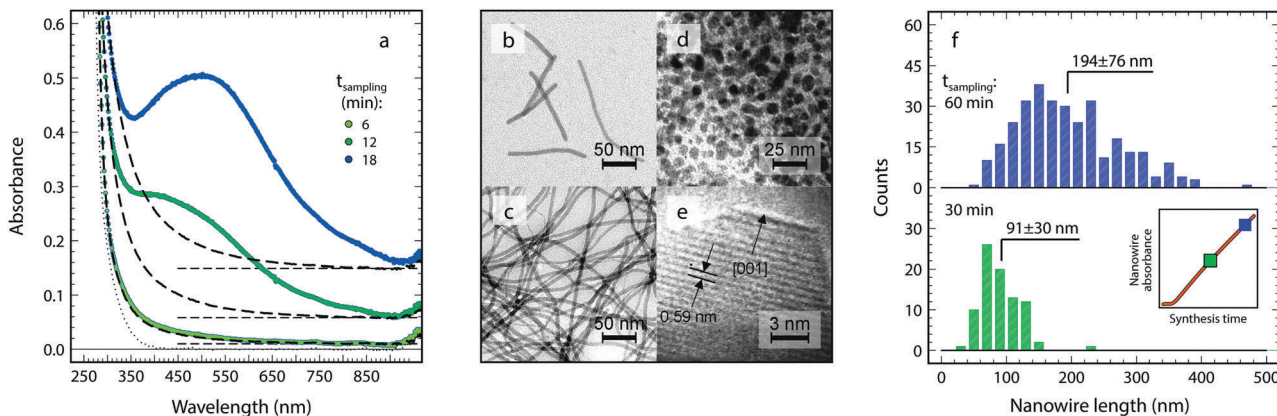 a
t_sampling
(min):
6
12
18
0.6
0.5
0.4
0.3
0.2
0.1
0.0
Absorbance
250 350 450 550 650 750 850
Wavelength (nm)
b
50 nm
d
25 nm
c
50 nm
e
[001]
0.59 nm
3 nm
f
194±76 nm
t_sampling:
60 min
45
30
15
0
Counts
30 min
91±30 nm
30
20
10
0
Nanowire
absorbance
Synthesis time
0 100 200 300 400 500
Nanowire length (nm)